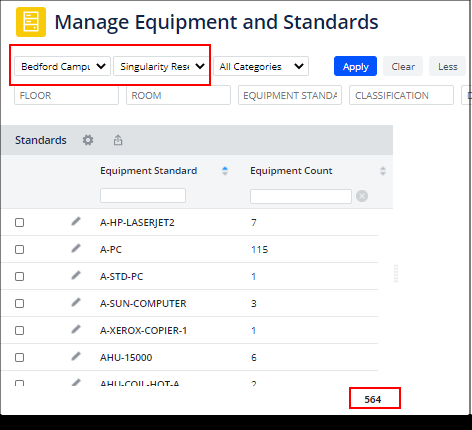 Manage Equipment and Standards
Bedford Campu Singularity Rese All Categories Apply Clear Less
FLOOR ROOM EQUIPMENT STANDA CLASSIFICATION D
Standards
Equipment Standard Equipment Count
A-HP-LASERJET2 7
A-PC 115
A-STD-PC 1
A-SUN-COMPUTER 3
A-XEROX-COPIER-1 1
AHU-15000 6
AHU-COIL-HOT-A 2
564